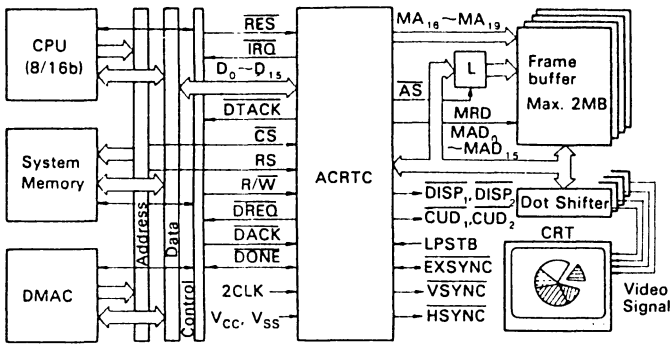 CPU
(8/16b)
System
Memory
DMAC
Address
Data
Control
RES
IRQ
D0~D15
DTACK
CS
RS
R/W
DREQ
DACK
DONE
2CLK
VCC, VSS
ACRTC
MA16~MA19
AS
L
MRD
MAD0
~MAD15
DISP1, DISP2
CUD1, CUD2
LPSTB
EXSYNC
VSYNC
HSYNC
Frame
buffer
Max. 2MB
Dot Shifter
CRT
Video
Signal